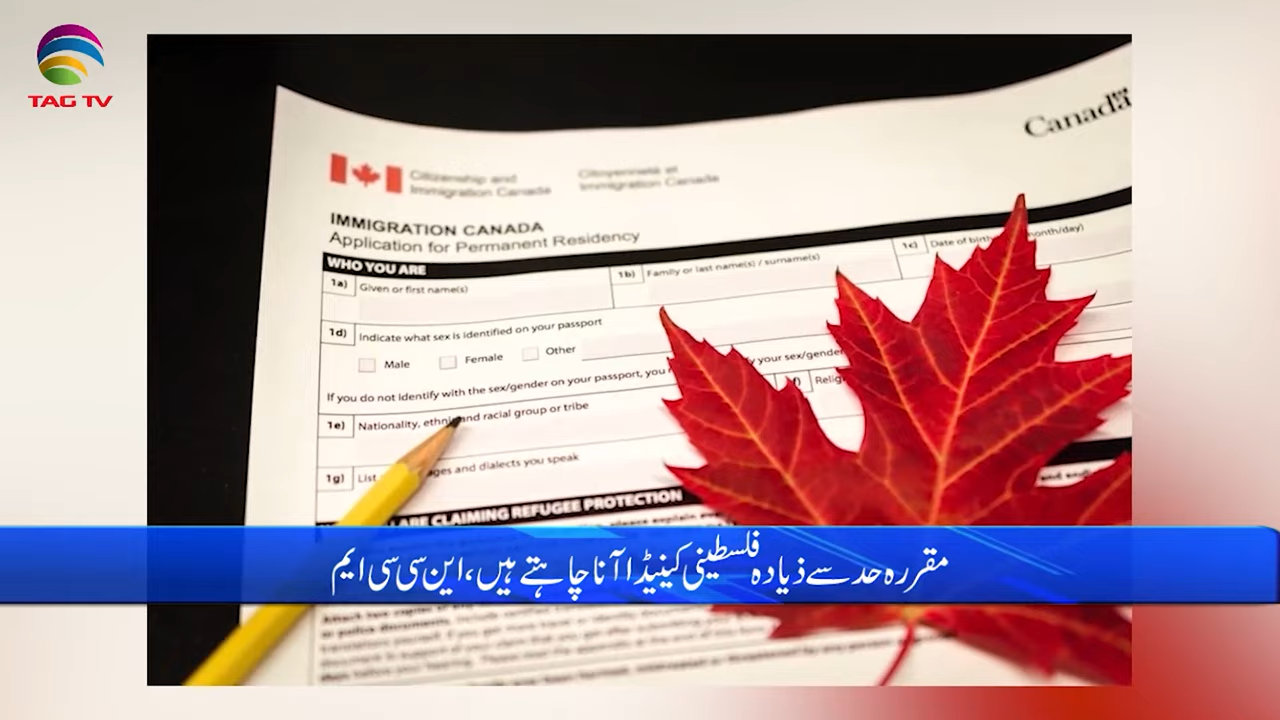 TAG TV
Canada
Citizenship and Immigration Canada
Citoyenneté et Immigration Canada
IMMIGRATION CANADA
Application for Permanent Residency
WHO YOU ARE
1a) Given or first name(s)
1b) Family or last name(s) / surname(s)
1c) Date of month/day)
1d) Indicate what sex is identified on your passport
Male Female Other
If you do not identify with the sex/gender on your passport, you your sex/gender
1e) Nationality, ethnic and racial group or tribe
1g) and dialects you speak
CLAIMING REFUGEE PROTECTION
مقررہ حد سے ذیادہ فلسطینی کینیڈا آنا چاہتے ہیں، این سی سی ایم